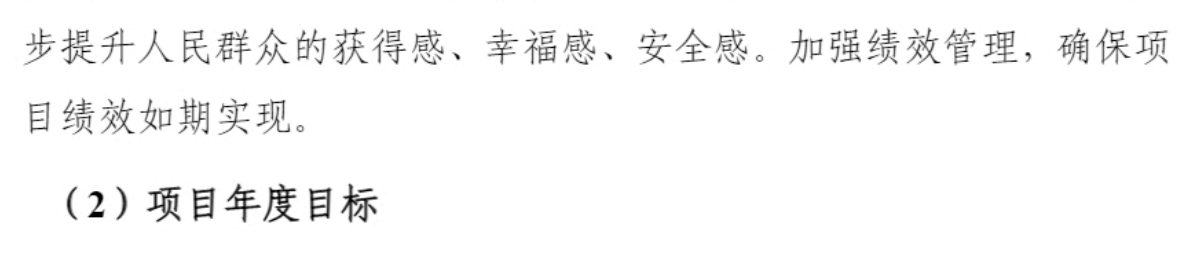 步提升人民群众的获得感、幸福感、安全感。加强绩效管理，确保项
目绩效如期实现。
（2）项目年度目标